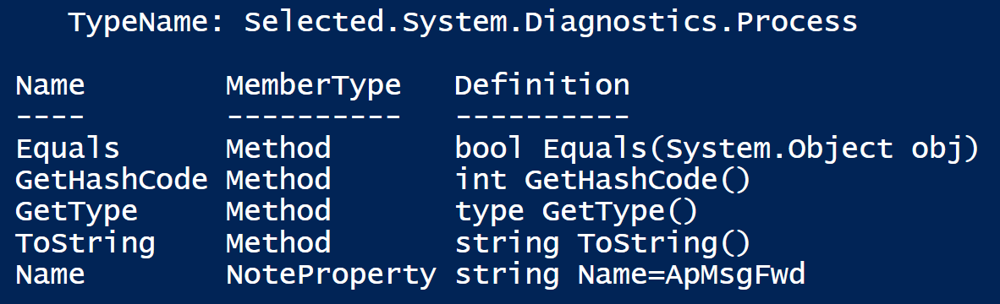 TypeName: Selected.System.Diagnostics.Process
Name MemberType Definition
---- ---------- ----------
Equals Method bool Equals(System.Object obj)
GetHashCode Method int GetHashCode()
GetType Method type GetType()
ToString Method string ToString()
Name NoteProperty string Name=ApMsgFwd